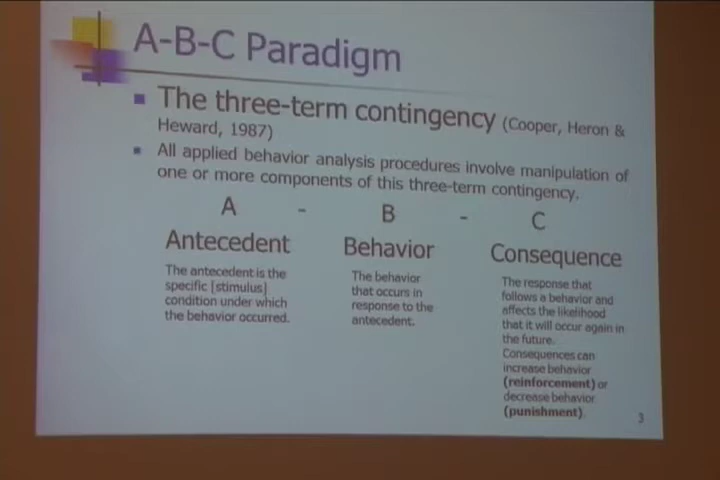 A-B-C Paradigm
The three-term contingency (Cooper, Heron &
Heward, 1987)
All applied behavior analysis procedures involve manipulation of
one or more components of this three-term contingency.
A - B - C
Antecedent Behavior Consequence
The antecedent is the
specific [stimulus]
condition under which
the behavior occurred.
The behavior
that occurs in
response to the
antecedent.
The response that
follows a behavior and
affects the likelihood
that it will occur again in
the future.
Consequences can
increase behavior
(reinforcement) or
decrease behavior
(punishment).
3